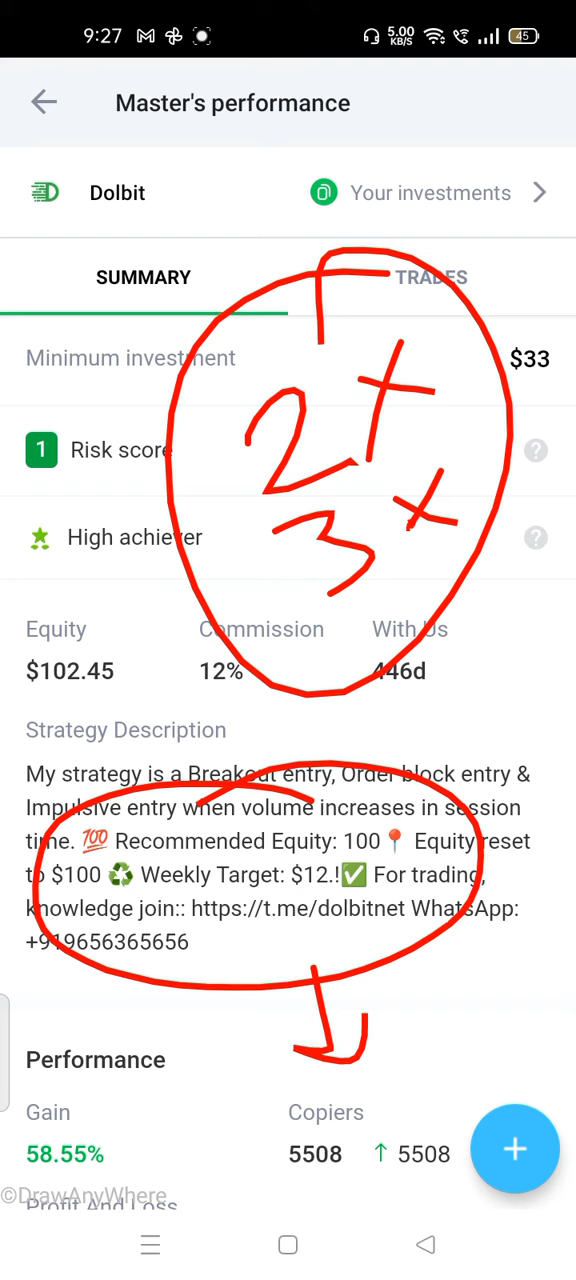 9:27 5.00 KB/S 45
Master's performance
Dolbit Your investments
SUMMARY TRADES
Minimum investment $33
1 Risk score ?
High achiever ?
2x
3x
Equity Commission With Us
$102.45 12% 446d
Strategy Description
My strategy is a Breakout entry, Order block entry &
Impulsive entry when volume increases in session
time. 💯 Recommended Equity: 100📍 Equity reset
to $100 ♻️ Weekly Target: $12.!✅ For trading,
knowledge join:: https://t.me/dolbitnet WhatsApp:
+919656365656
Performance
Gain Copiers
58.55% 5508 ↑ 5508
+
©DrawAnyWhere
Profit And Loss